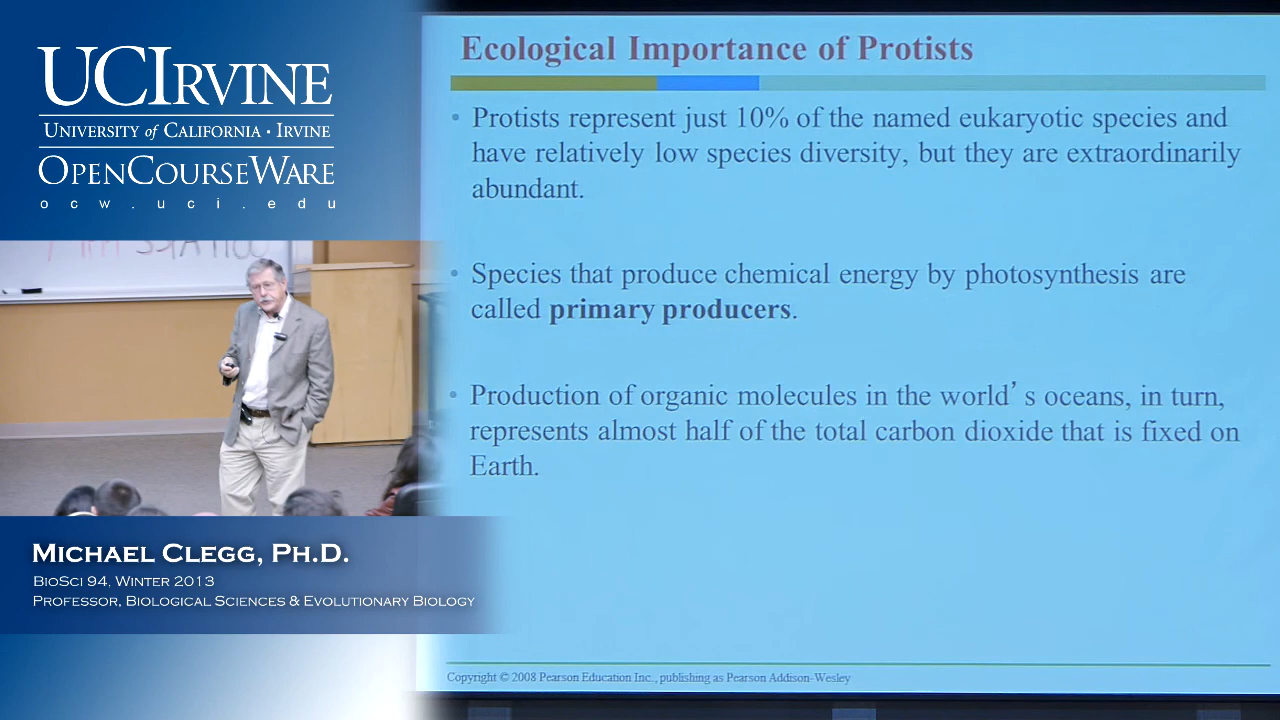 UCIRVINE
UNIVERSITY of CALIFORNIA · IRVINE
OPENCOURSEWARE
ocw.uci.edu
MICHAEL CLEGG, PH.D.
BIOSCI 94, WINTER 2013
PROFESSOR, BIOLOGICAL SCIENCES & EVOLUTIONARY BIOLOGY
Ecological Importance of Protists
• Protists represent just 10% of the named eukaryotic species and
have relatively low species diversity, but they are extraordinarily
abundant.
• Species that produce chemical energy by photosynthesis are
called primary producers.
• Production of organic molecules in the world’s oceans, in turn,
represents almost half of the total carbon dioxide that is fixed on
Earth.
Copyright © 2008 Pearson Education Inc., publishing as Pearson Addison-Wesley